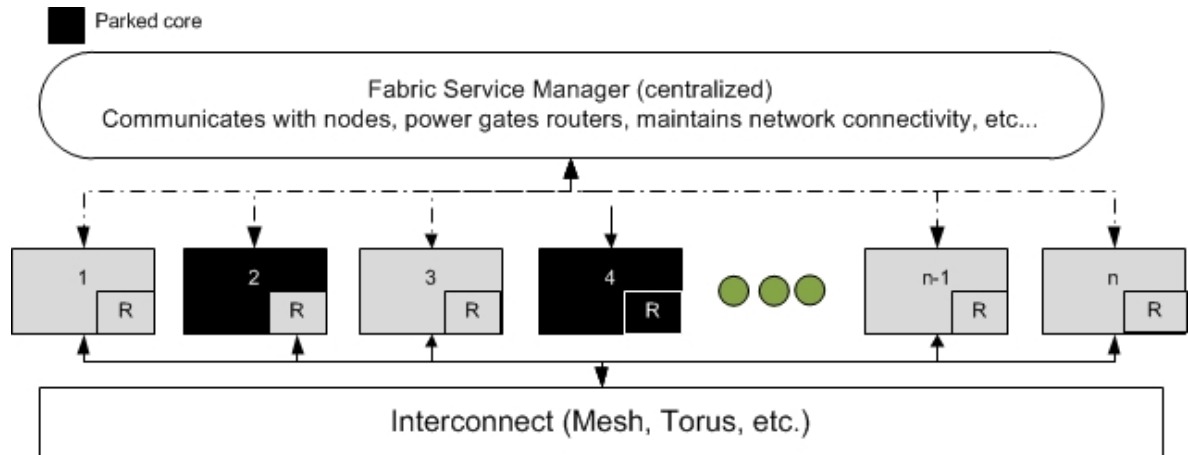 Parked core
Fabric Service Manager (centralized)
Communicates with nodes, power gates routers, maintains network connectivity, etc...
1
2
3
4
n-1
n
R
R
R
R
R
R
Interconnect (Mesh, Torus, etc.)